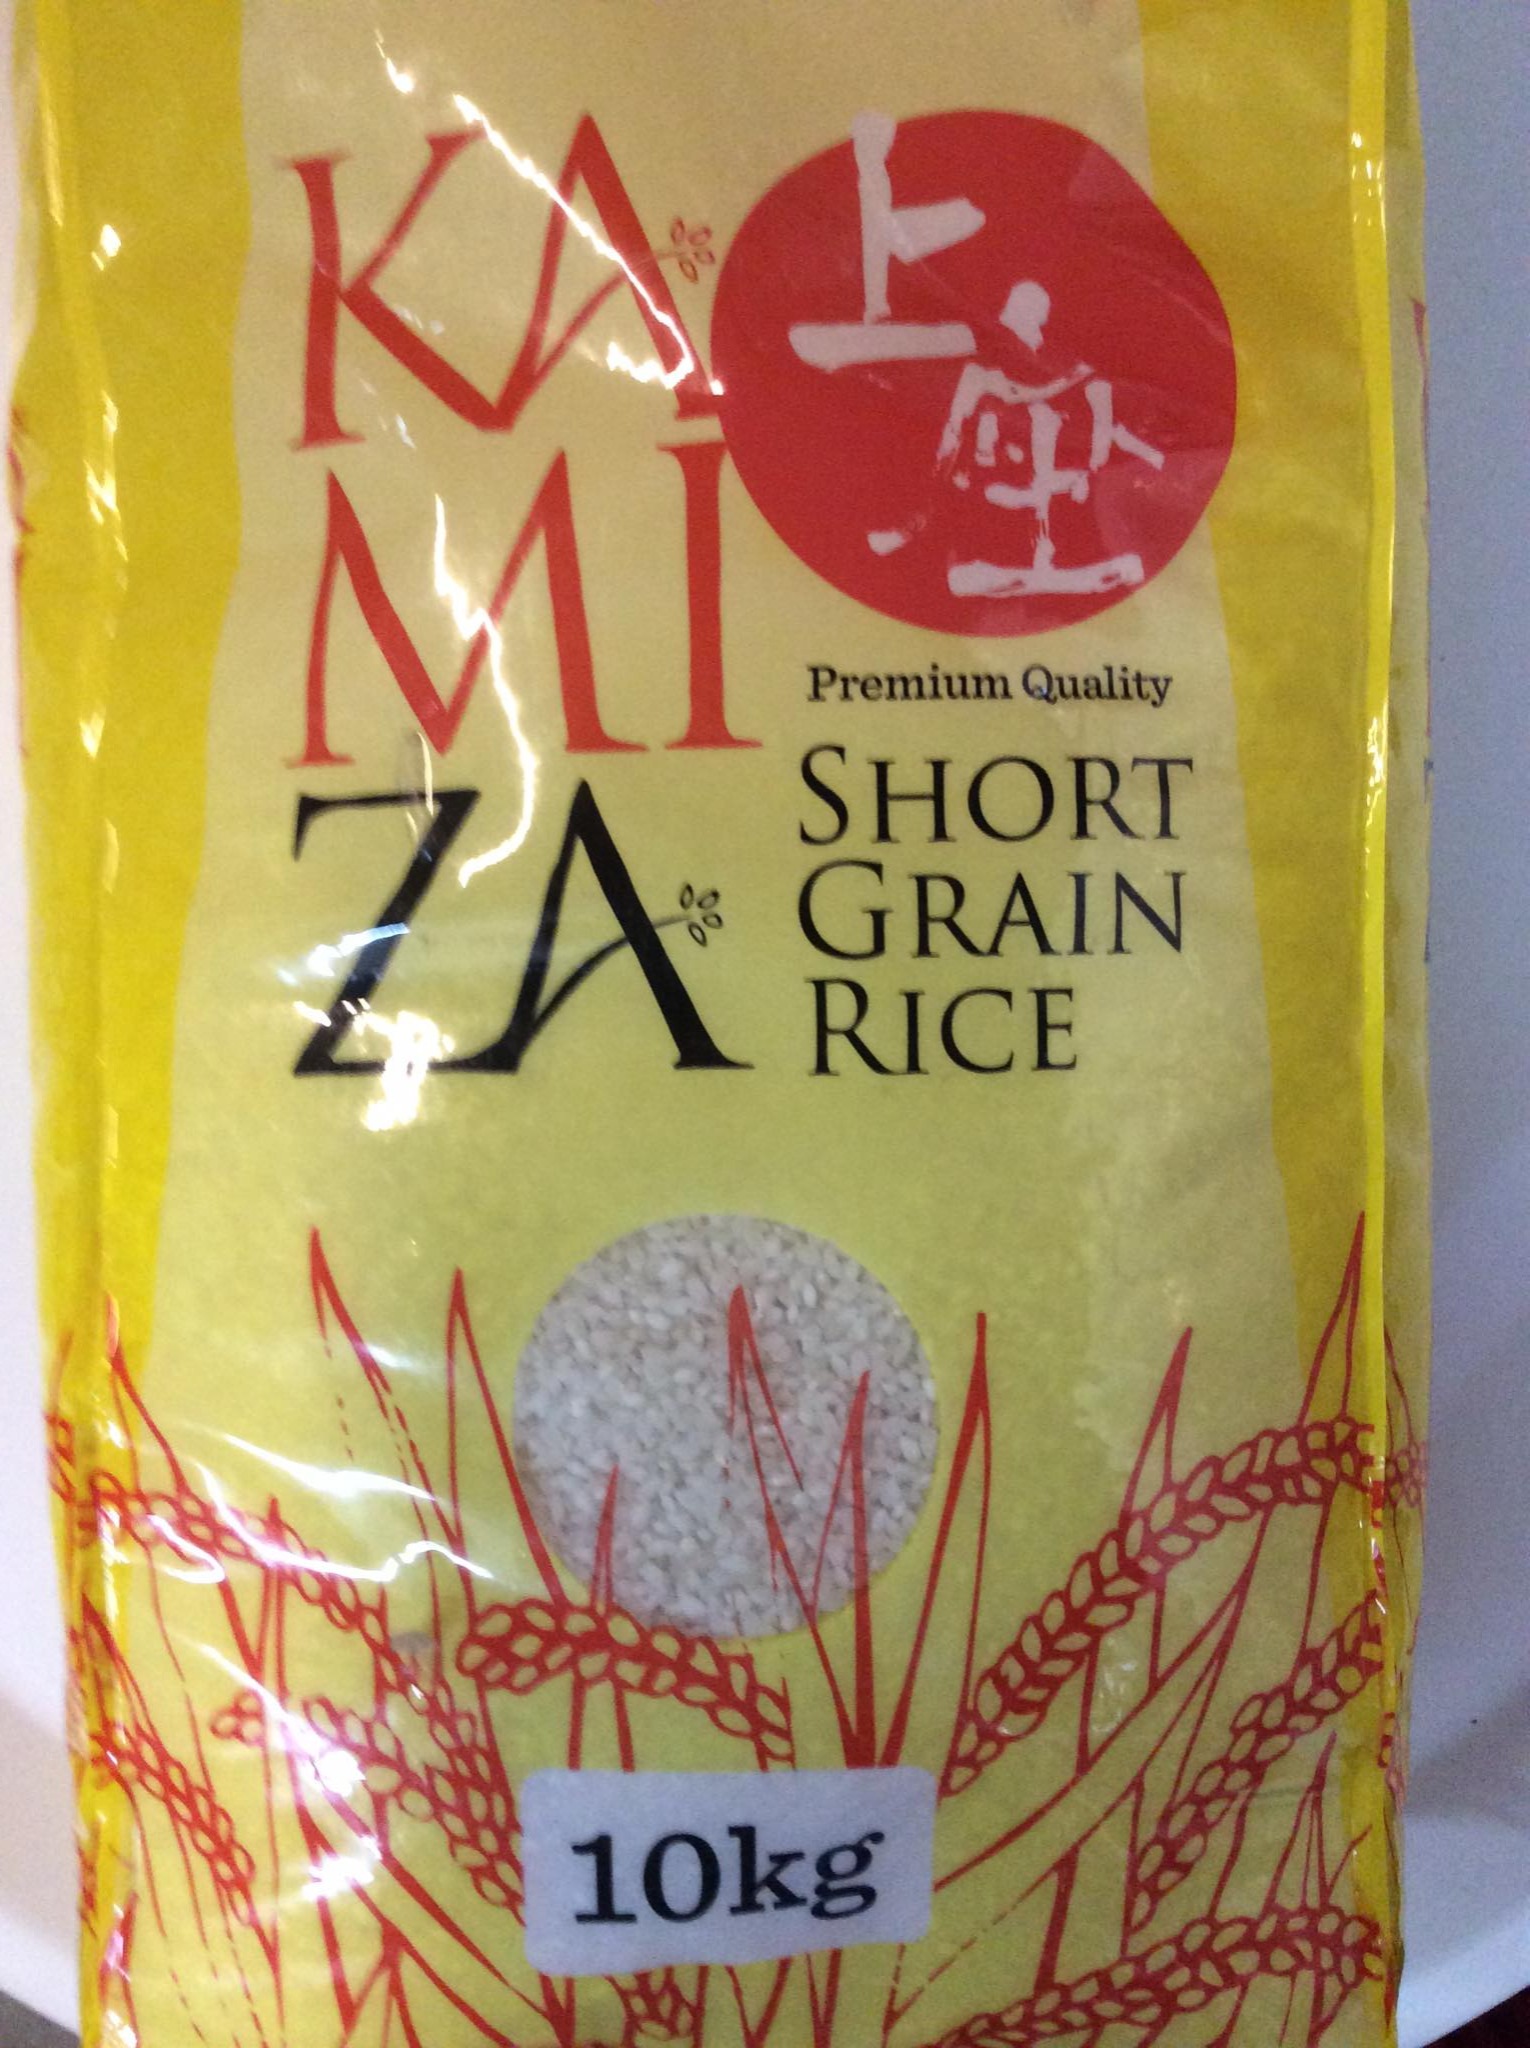 KA
MI
ZA
上
座
Premium Quality
SHORT
GRAIN
RICE
10kg